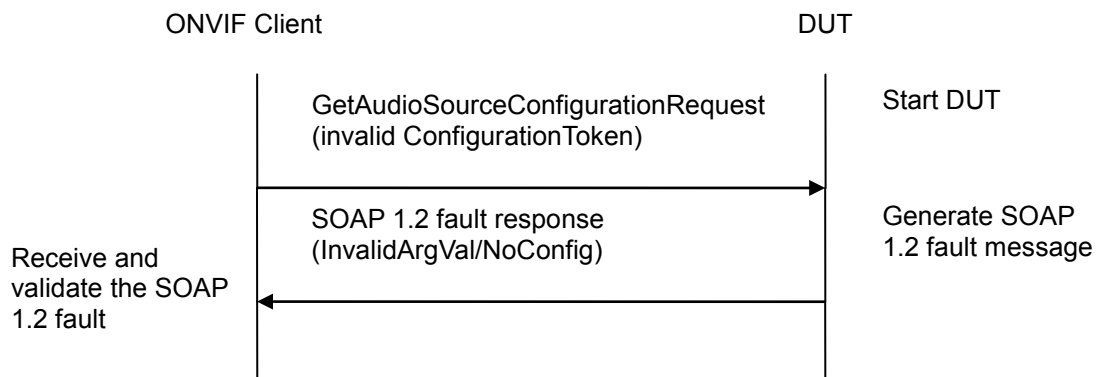 ONVIF Client
DUT
GetAudioSourceConfigurationRequest
(invalid ConfigurationToken)
Start DUT
SOAP 1.2 fault response
(InvalidArgVal/NoConfig)
Generate SOAP
1.2 fault message
Receive and
validate the SOAP
1.2 fault